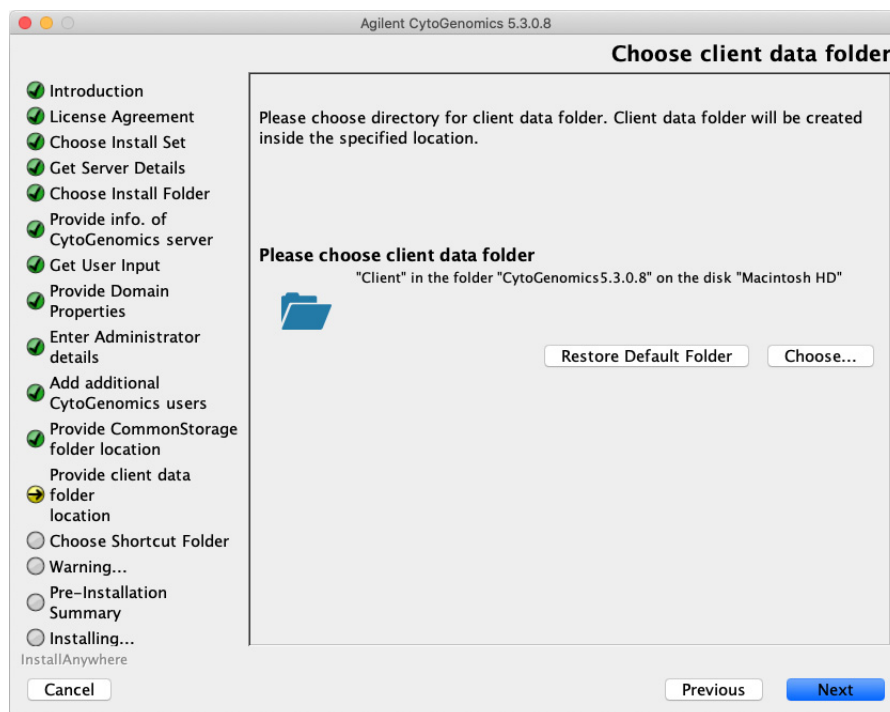 Agilent CytoGenomics 5.3.0.8
Choose client data folder
Introduction
License Agreement
Choose Install Set
Get Server Details
Choose Install Folder
Provide info. of
CytoGenomics server
Get User Input
Provide Domain
Properties
Enter Administrator
details
Add additional
CytoGenomics users
Provide CommonStorage
folder location
Provide client data
folder
location
Choose Shortcut Folder
Warning...
Pre-Installation
Summary
Installing...
Please choose directory for client data folder. Client data folder will be created
inside the specified location.
Please choose client data folder
"Client" in the folder "CytoGenomics5.3.0.8" on the disk "Macintosh HD"
Restore Default Folder
Choose...
InstallAnywhere
Cancel
Previous
Next